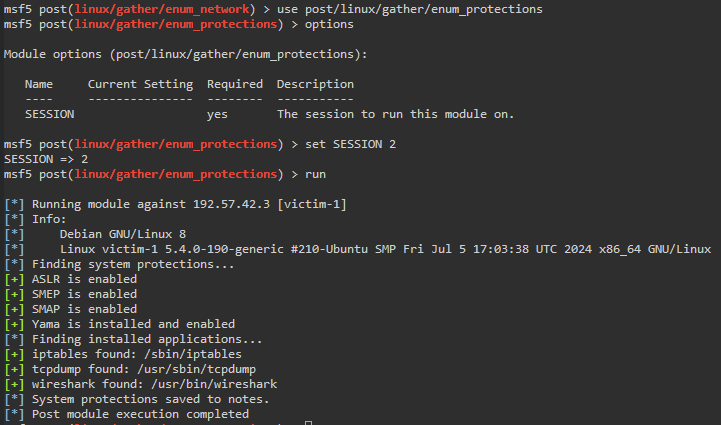 msf5 post(linux/gather/enum_network) > use post/linux/gather/enum_protections
msf5 post(linux/gather/enum_protections) > options
Module options (post/linux/gather/enum_protections):
Name     Current Setting  Required  Description
----     ---------------  --------  -----------
SESSION                   yes       The session to run this module on.
msf5 post(linux/gather/enum_protections) > set SESSION 2
SESSION => 2
msf5 post(linux/gather/enum_protections) > run
[*] Running module against 192.57.42.3 [victim-1]
[*] Info:
[*]     Debian GNU/Linux 8
[*]     Linux victim-1 5.4.0-190-generic #210-Ubuntu SMP Fri Jul 5 17:03:38 UTC 2024 x86_64 GNU/Linux
[*] Finding system protections...
[+] ASLR is enabled
[+] SMEP is enabled
[+] SMAP is enabled
[+] Yama is installed and enabled
[*] Finding installed applications...
[+] iptables found: /sbin/iptables
[+] tcpdump found: /usr/sbin/tcpdump
[+] wireshark found: /usr/bin/wireshark
[*] System protections saved to notes.
[*] Post module execution completed